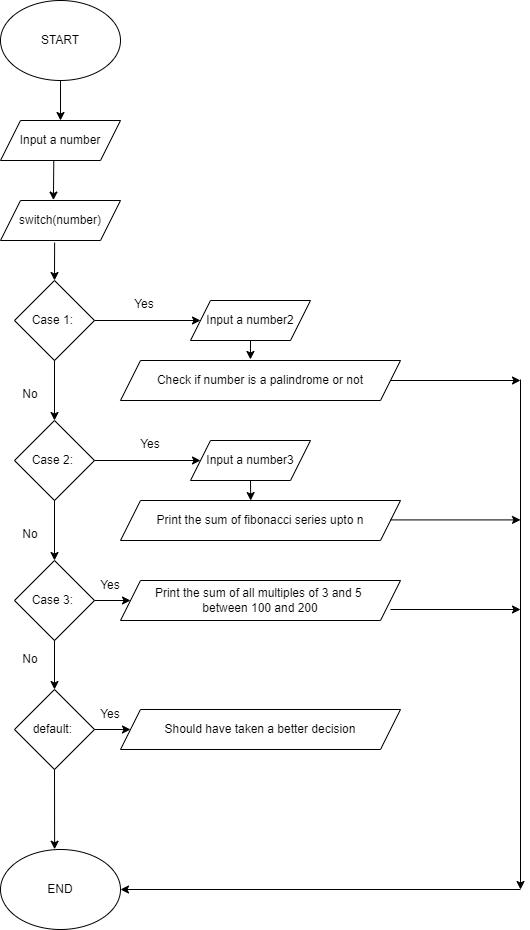 START
Input a number
switch(number)
Case 1:
Yes
Input a number2
Check if number is a palindrome or not
No
Case 2:
Yes
Input a number3
Print the sum of fibonacci series upto n
No
Case 3:
Yes
Print the sum of all multiples of 3 and 5
between 100 and 200
No
default:
Yes
Should have taken a better decision
END